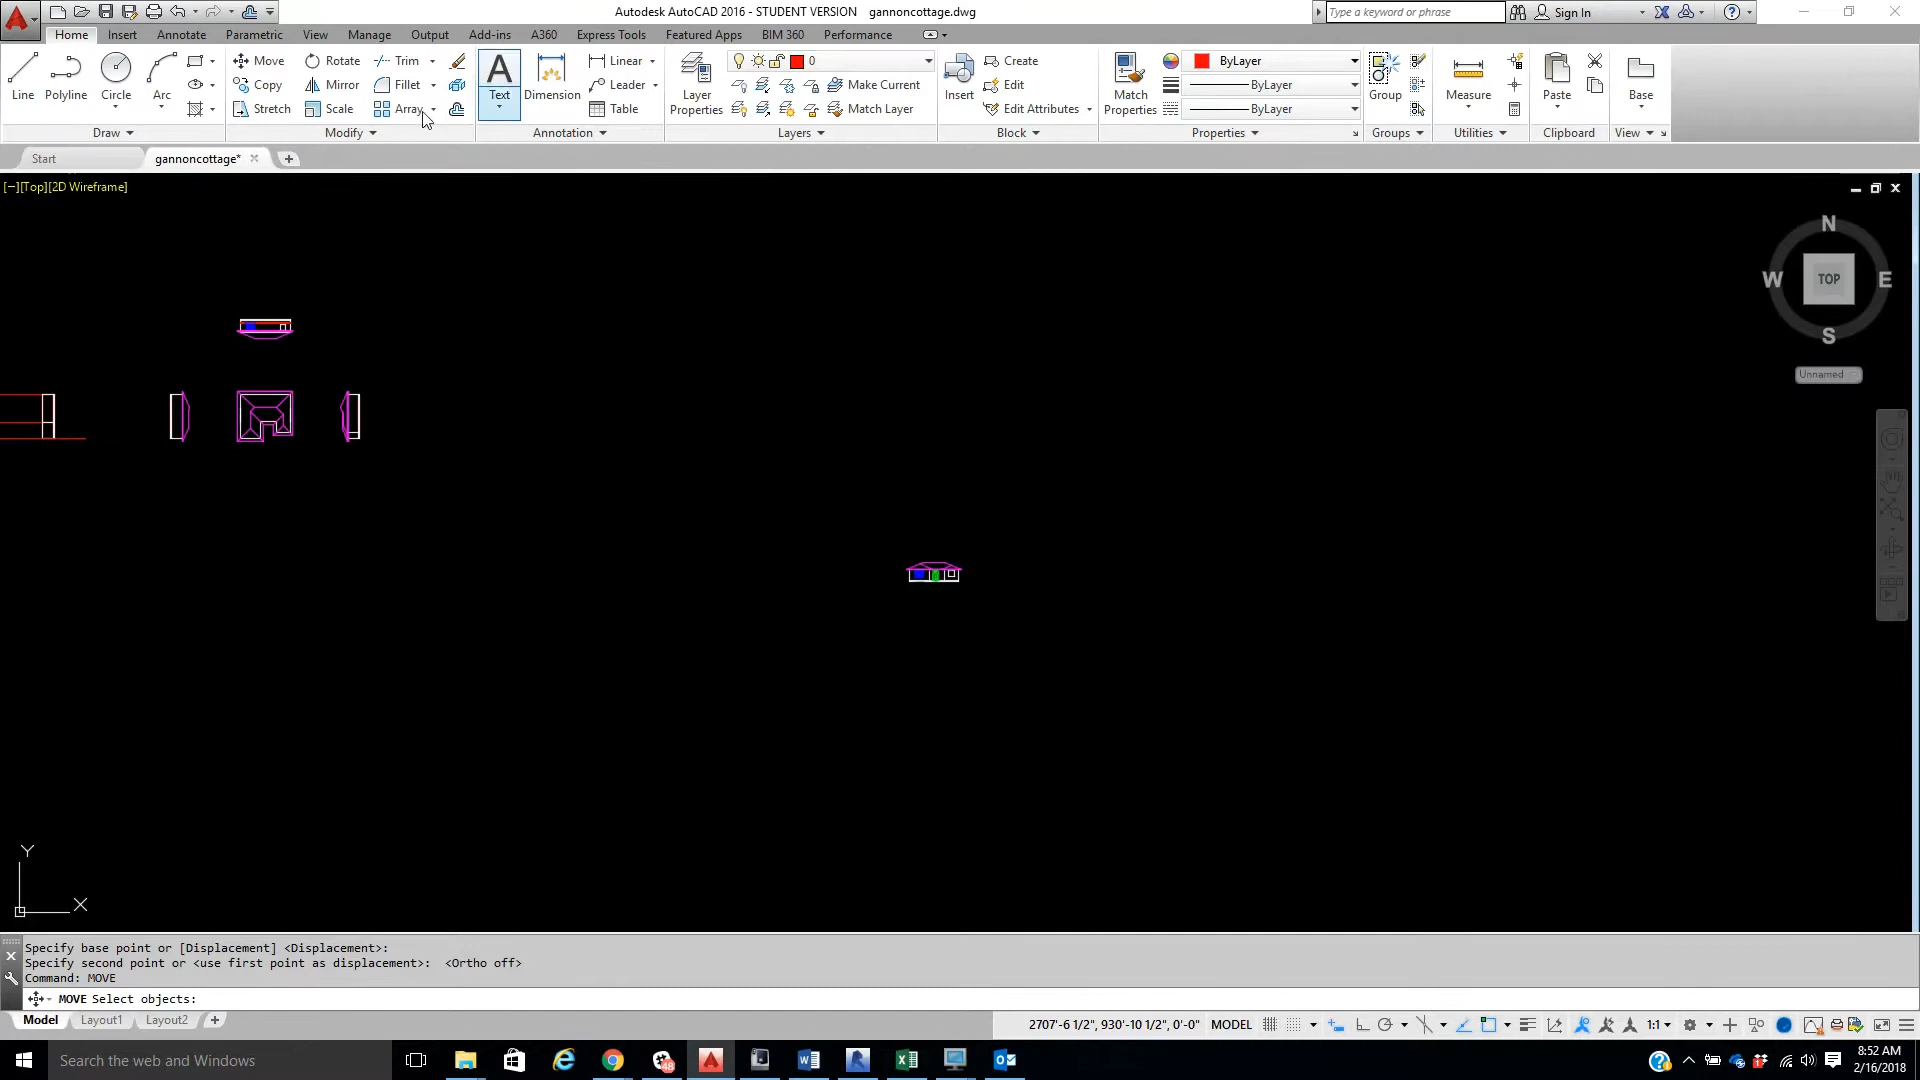 Autodesk AutoCAD 2016 - STUDENT VERSION gannoncottage.dwg
Type a keyword or phrase
Sign In
Home Insert Annotate Parametric View Manage Output Add-ins A360 Express Tools Featured Apps BIM 360 Performance
Line Polyline Circle Arc
Draw
Move Rotate Trim
Copy Mirror Fillet
Stretch Scale Array
Modify
Text Dimension
Linear
Leader
Table
Annotation
Layer Properties
0
Make Current
Match Layer
Layers
Insert
Create
Edit
Edit Attributes
Block
Match Properties
ByLayer
ByLayer
ByLayer
Properties
Group
Groups
Measure
Utilities
Paste
Clipboard
Base
View
Start gannoncottage*
[−][Top][2D Wireframe]
N
W TOP E
S
Unnamed
Y
X
Specify base point or [Displacement] <Displacement>:
Specify second point or <use first point as displacement>: <Ortho off>
Command: MOVE
MOVE Select objects:
Model Layout1 Layout2
2707'-6 1/2", 930'-10 1/2", 0'-0" MODEL 1:1
Search the web and Windows
48
8:52 AM
2/16/2018